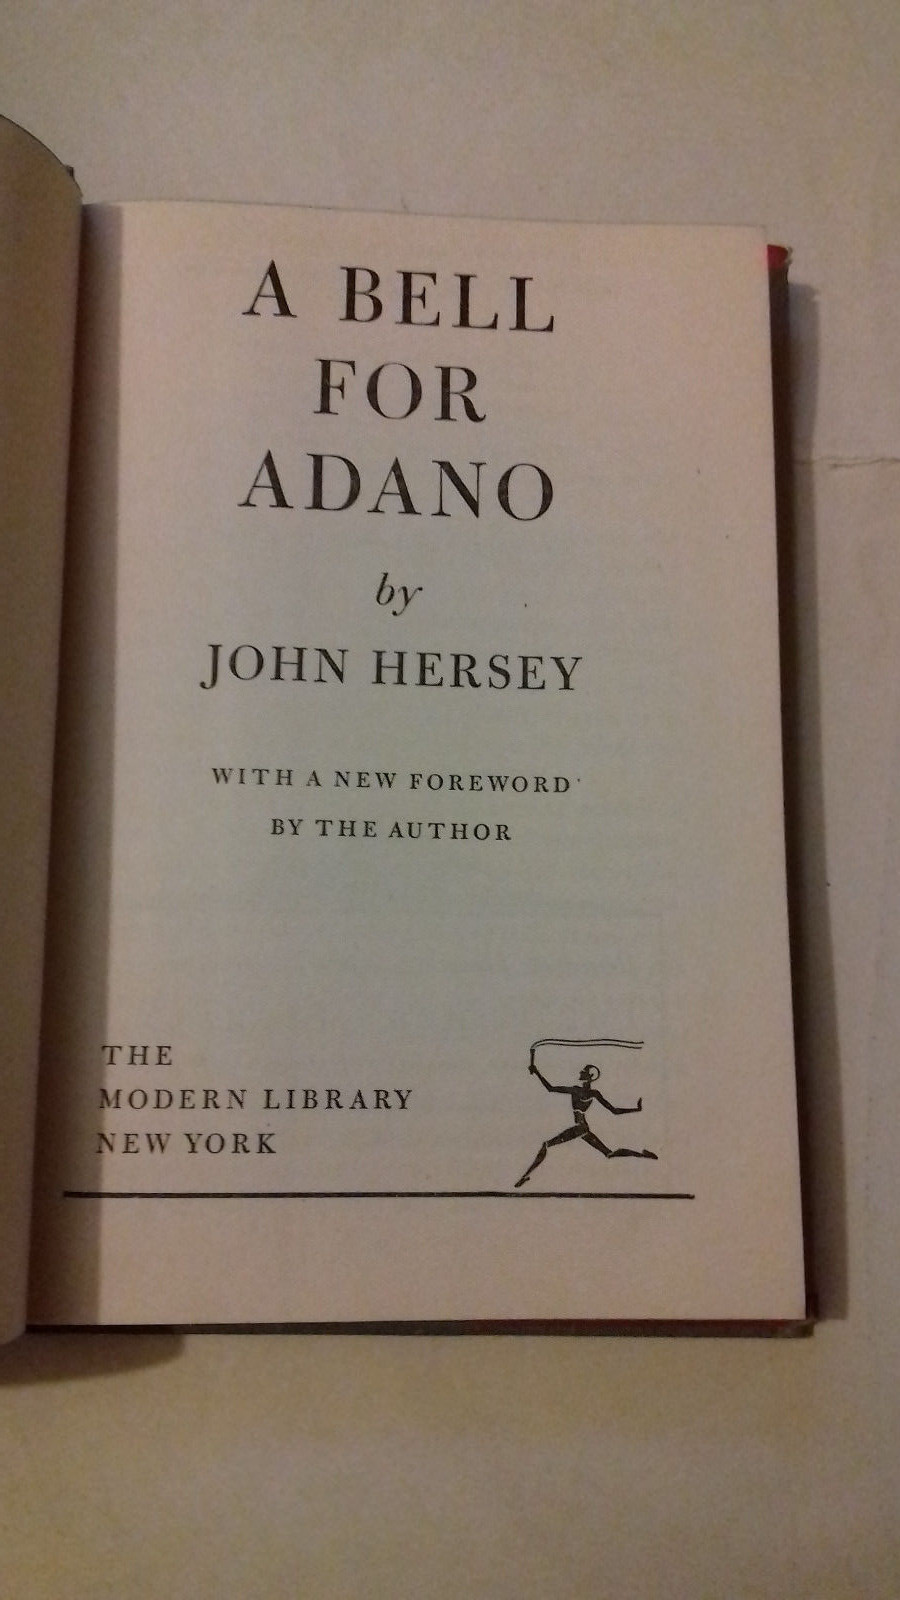 A BELL
FOR
ADANO
by
JOHN HERSEY
WITH A NEW FOREWORD
BY THE AUTHOR
THE
MODERN LIBRARY
NEW YORK